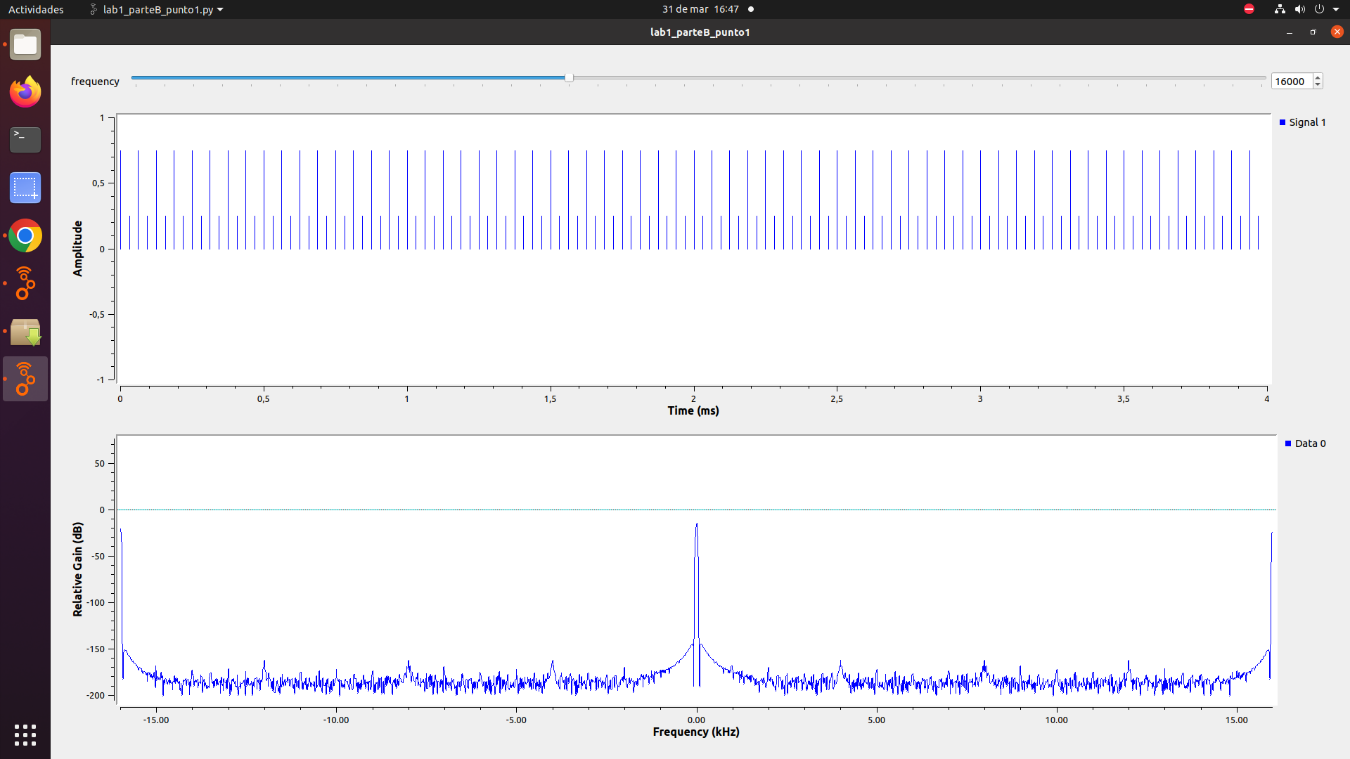 Actividades lab1_parteB_punto1.py 31 de mar 16:47
lab1_parteB_punto1
frequency 16000
Signal 1
1
0,5
0
-0,5
-1
Amplitude
0 0,5 1 1,5 2 2,5 3 3,5 4
Time (ms)
Data 0
50
0
-50
-100
-150
-200
Relative Gain (dB)
-15.00 -10.00 -5.00 0.00 5.00 10.00 15.00
Frequency (kHz)